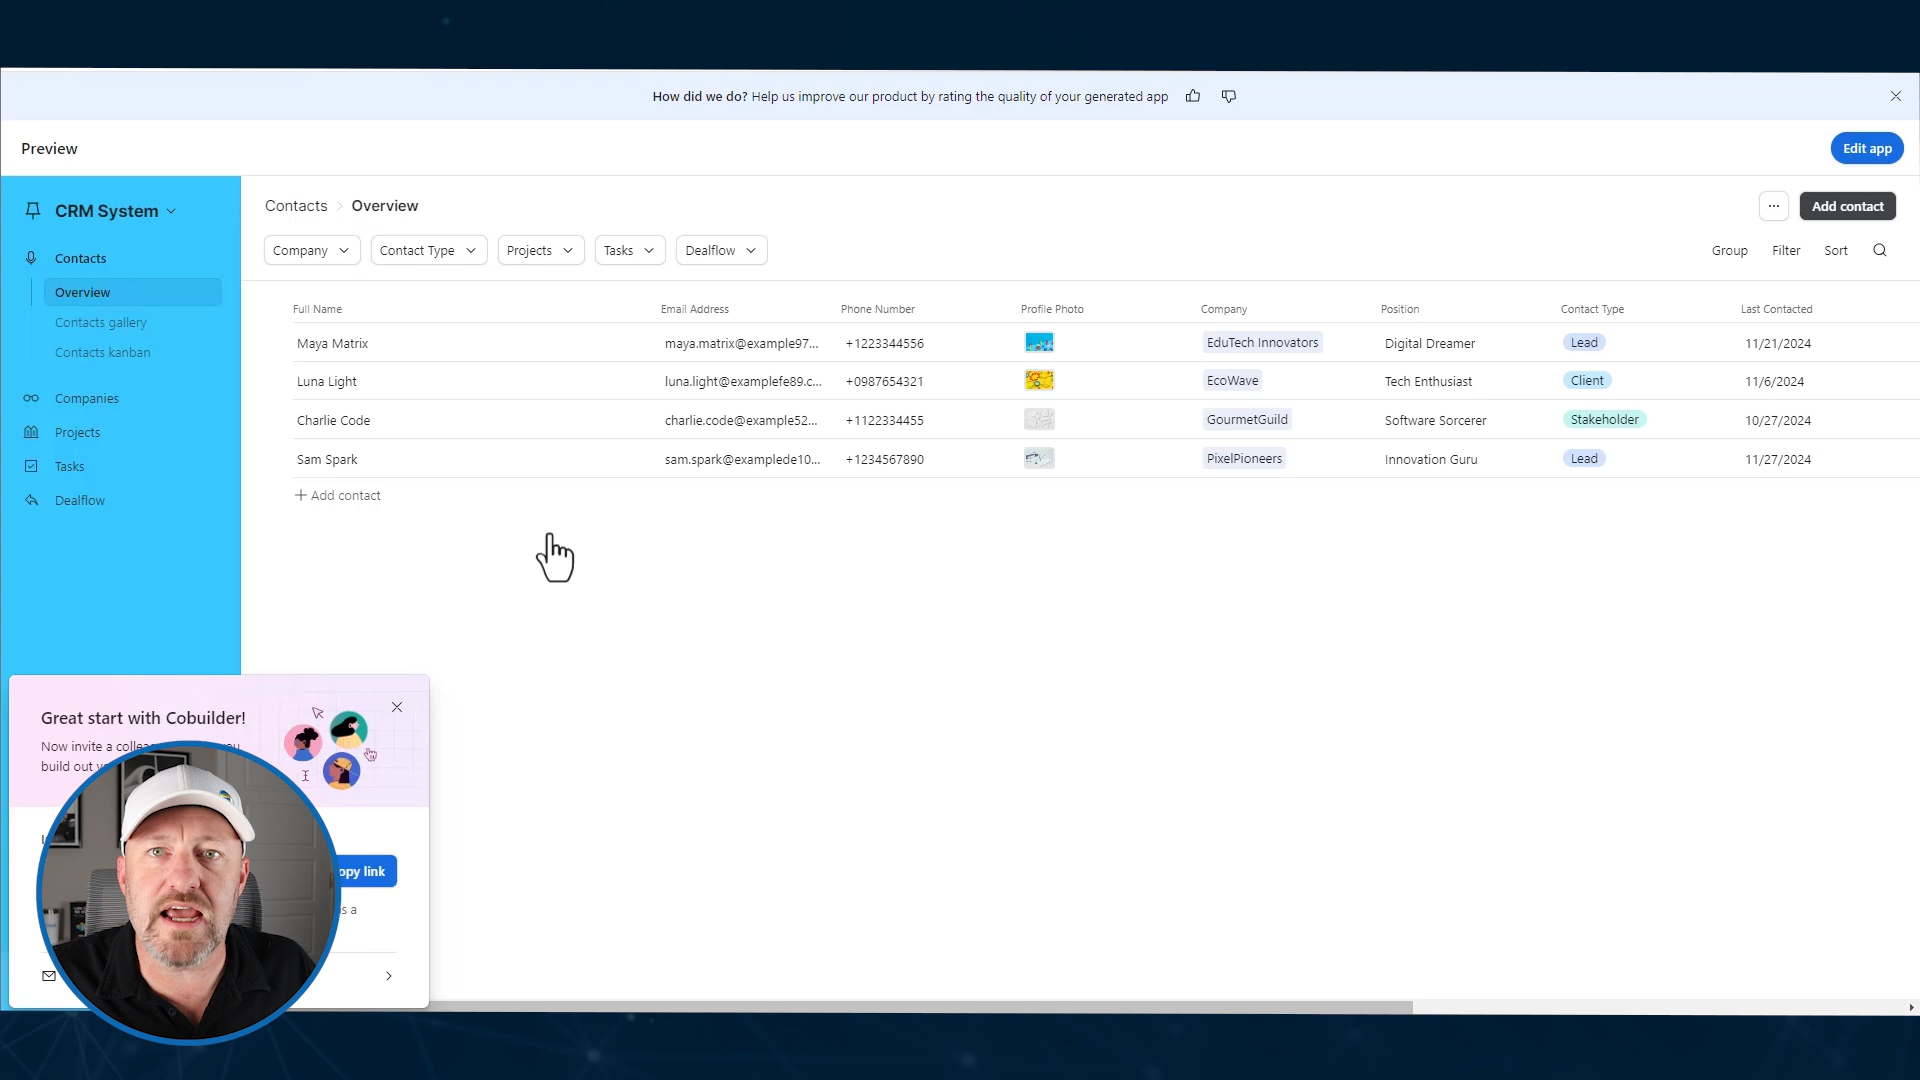 How did we do? Help us improve our product by rating the quality of your generated app
Preview
Edit app
CRM System
Contacts
Overview
Contacts gallery
Contacts kanban
Companies
Projects
Tasks
Dealflow
Contacts > Overview
...
Add contact
Company
Contact Type
Projects
Tasks
Dealflow
Group
Filter
Sort
Full Name Email Address Phone Number Profile Photo Company Position Contact Type Last Contacted
Maya Matrix maya.matrix@example97... +1223344556 EduTech Innovators Digital Dreamer Lead 11/21/2024
Luna Light luna.light@examplefe89.c... +0987654321 EcoWave Tech Enthusiast Client 11/6/2024
Charlie Code charlie.code@example52... +1122334455 GourmetGuild Software Sorcerer Stakeholder 10/27/2024
Sam Spark sam.spark@examplede10... +1234567890 PixelPioneers Innovation Guru Lead 11/27/2024
+ Add contact
Great start with Cobuilder!
Now invite a
build out
opy link
a